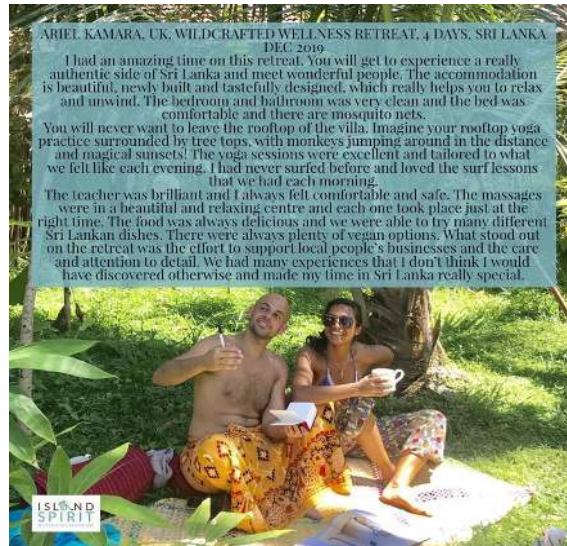 ARIEL KAMARA, UK, WILDCRAFTED WELLNESS RETREAT, 4 DAYS, SRI LANKA
DEC 2019
I had an amazing time on this retreat. You will get to experience a really
authentic side of Sri Lanka and meet wonderful people. The accommodation
is beautiful, newly built and tastefully designed, which really helps you to relax
and unwind. The bedroom and bathroom was very clean and the bed was
comfortable and there are mosquito nets.
You will never want to leave the rooftop of the villa. Imagine your rooftop yoga
practice surrounded by tree tops, with monkeys jumping around in the distance
and magical sunsets! The yoga sessions were excellent and tailored to what
we felt like each evening. I had never surfed before and loved the surf lessons
that we had each morning.
The teacher was brilliant and I always felt comfortable and safe. The massages
were in a beautiful and relaxing centre and each one took place just at the
right time. The food was always delicious and we were able to try many different
Sri Lankan dishes. There were always plenty of vegan options. What stood out
on the retreat was the effort to support local people's businesses and the care
and attention to detail. We had many experiences that I don't think I would
have discovered otherwise and made my time in Sri Lanka really special.
ISLAND
SPIRIT